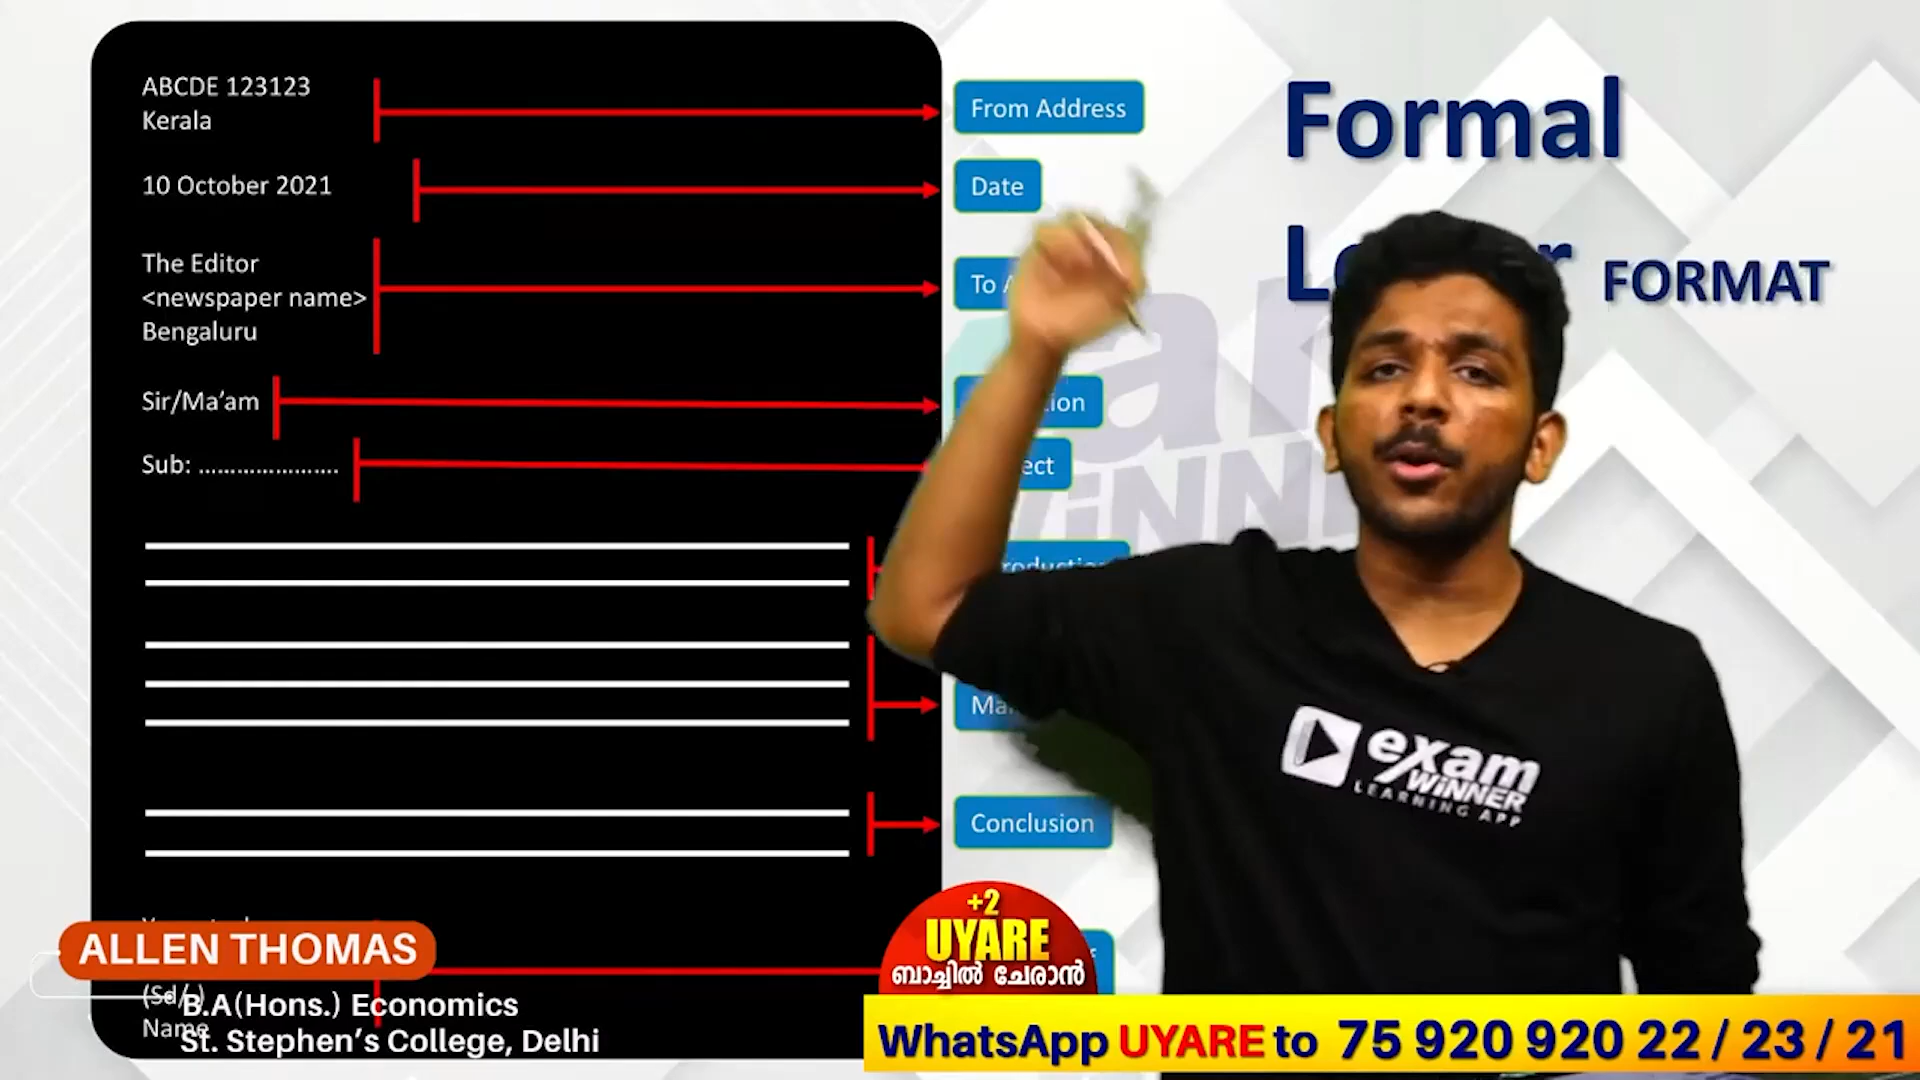 ABCDE 123123
Kerala
From Address
Formal
10 October 2021
Date
The Editor
<newspaper name>
Bengaluru
To
FORMAT
Sir/Ma’am
Sub: .....................
Conclusion
(Sd/-)
Name
ALLEN THOMAS
B.A(Hons.) Economics
St. Stephen’s College, Delhi
exam
WiNNER
LEARNING APP
+2
UYARE
ബാച്ചിൽ ചേരാൻ
WhatsApp UYARE to 75 920 920 22 / 23 / 21